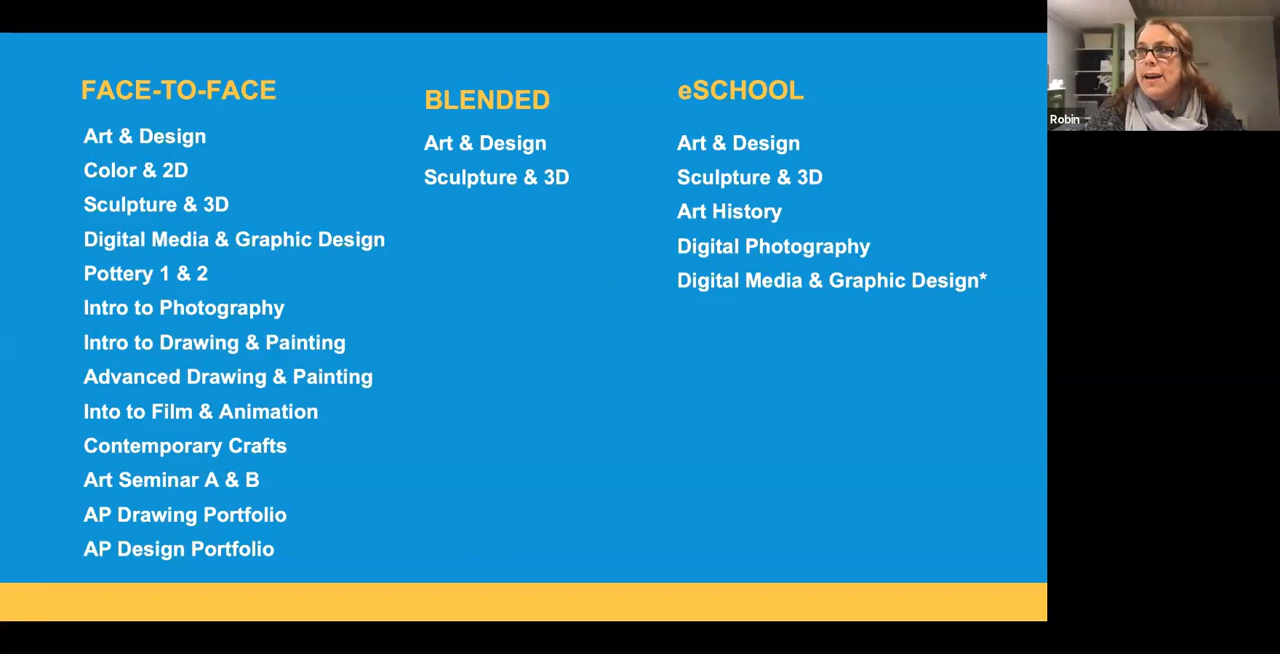 FACE-TO-FACE
Art & Design
Color & 2D
Sculpture & 3D
Digital Media & Graphic Design
Pottery 1 & 2
Intro to Photography
Intro to Drawing & Painting
Advanced Drawing & Painting
Into to Film & Animation
Contemporary Crafts
Art Seminar A & B
AP Drawing Portfolio
AP Design Portfolio
BLENDED
Art & Design
Sculpture & 3D
eSCHOOL
Art & Design
Sculpture & 3D
Art History
Digital Photography
Digital Media & Graphic Design*
Robin